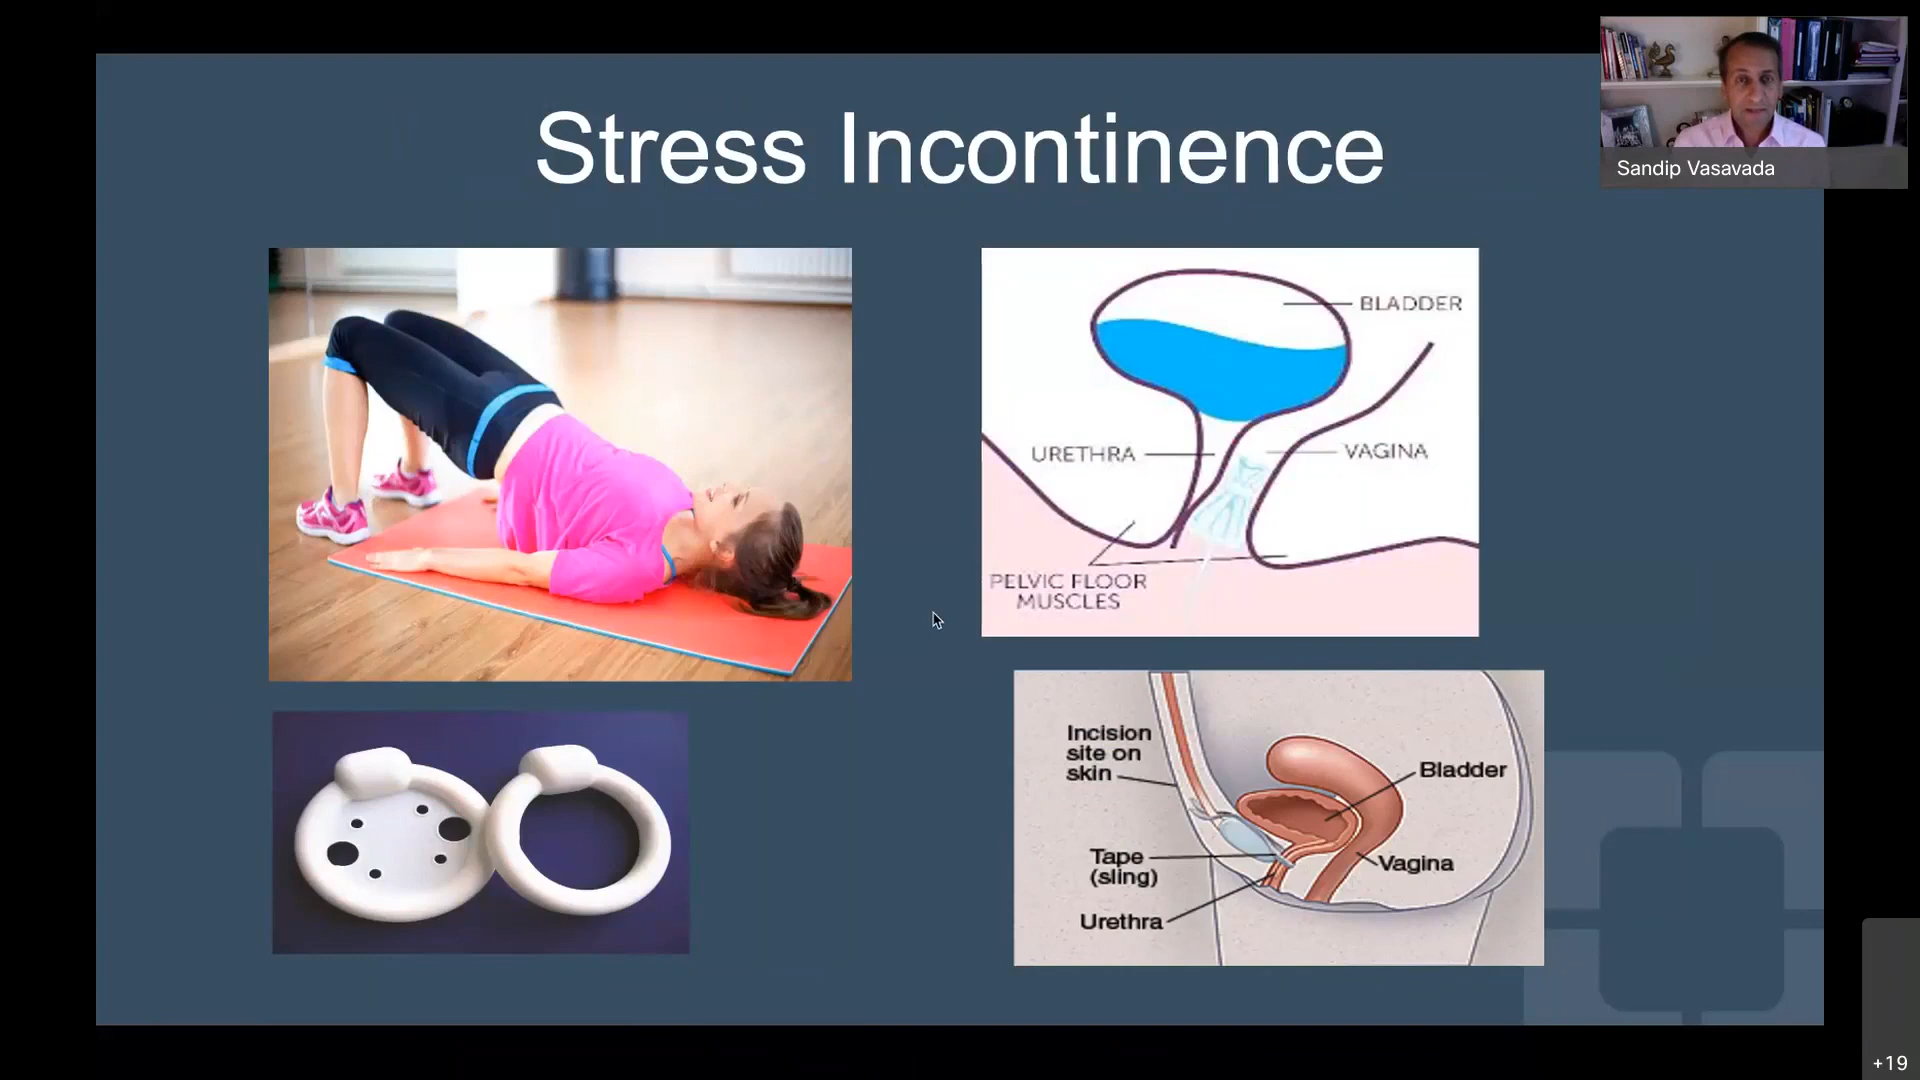 Stress Incontinence
Sandip Vasavada
BLADDER
URETHRA
VAGINA
PELVIC FLOOR
MUSCLES
Incision
site on
skin
Bladder
Tape
(sling)
Vagina
Urethra
+19